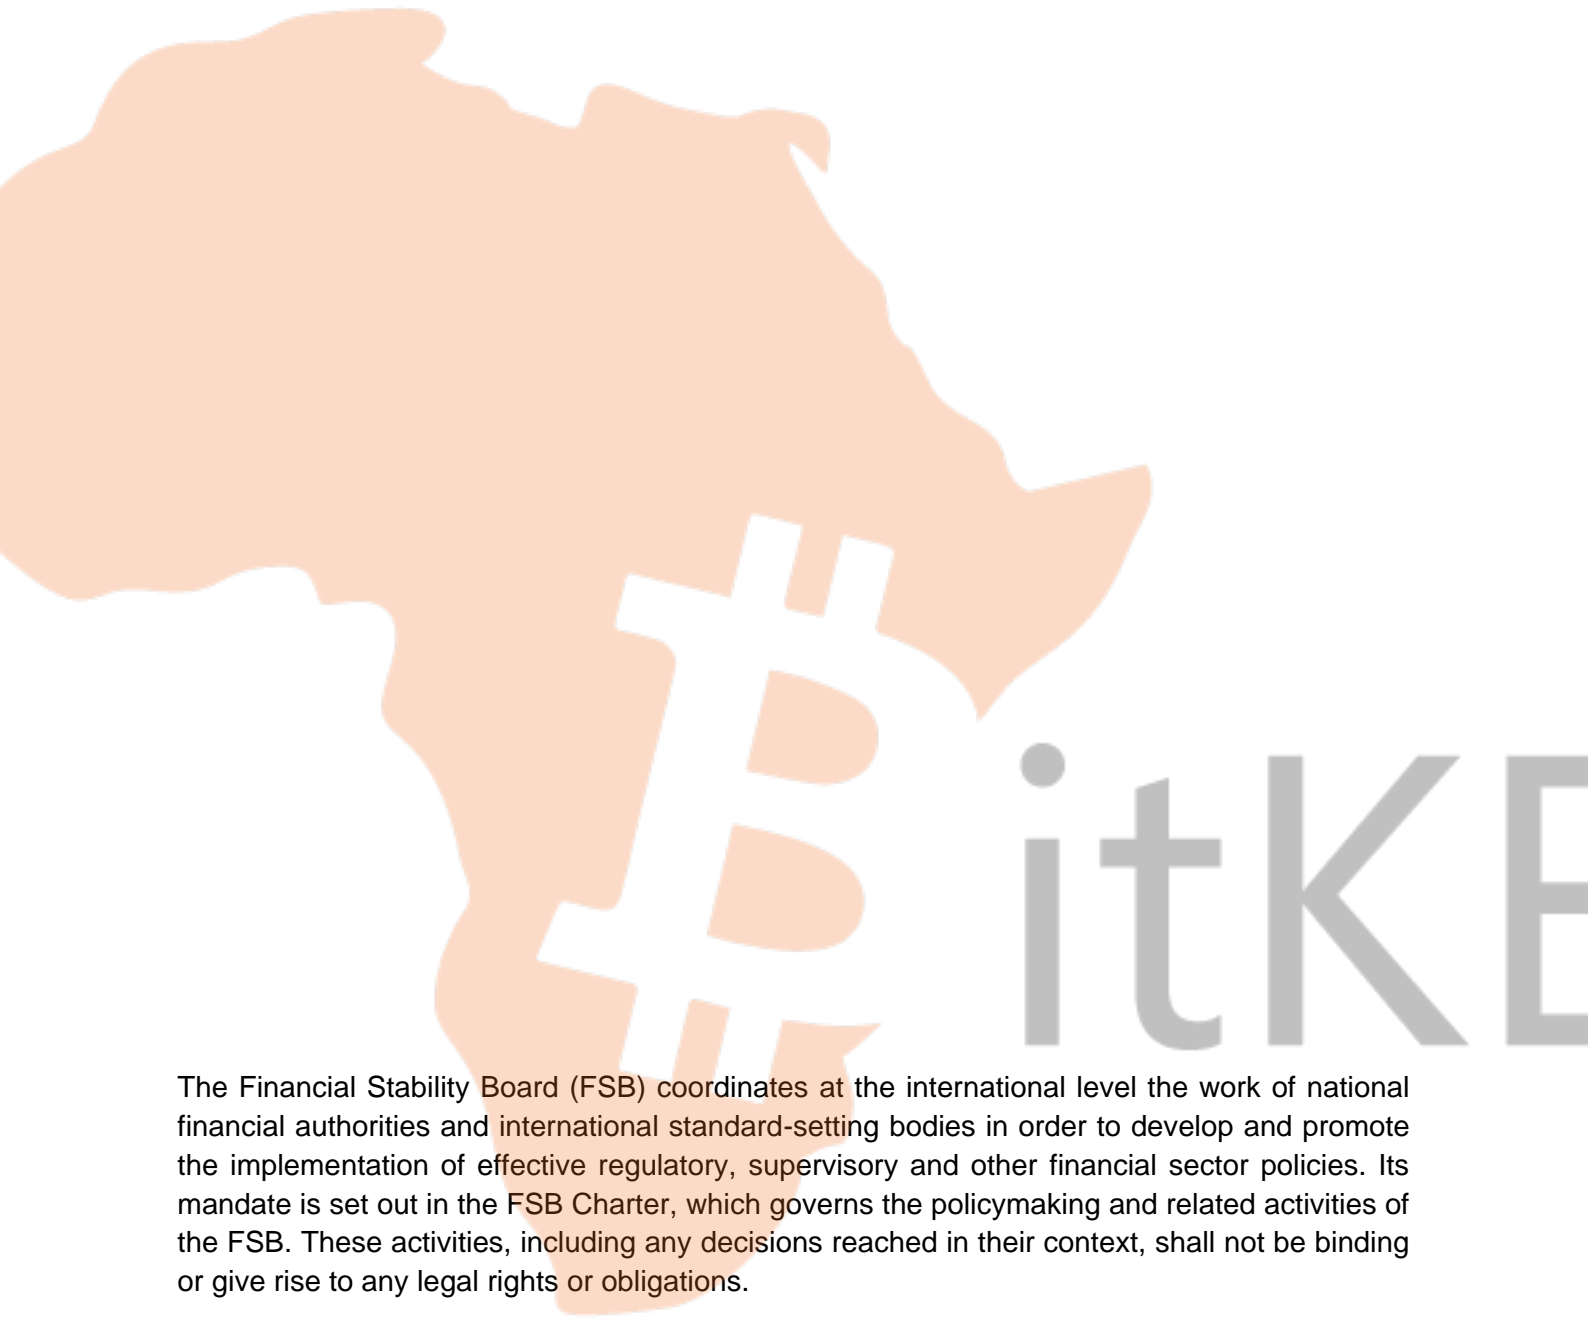 itKE
The Financial Stability Board (FSB) coordinates at the international level the work of national
financial authorities and international standard-setting bodies in order to develop and promote
the implementation of effective regulatory, supervisory and other financial sector policies. Its
mandate is set out in the FSB Charter, which governs the policymaking and related activities of
the FSB. These activities, including any decisions reached in their context, shall not be binding
or give rise to any legal rights or obligations.